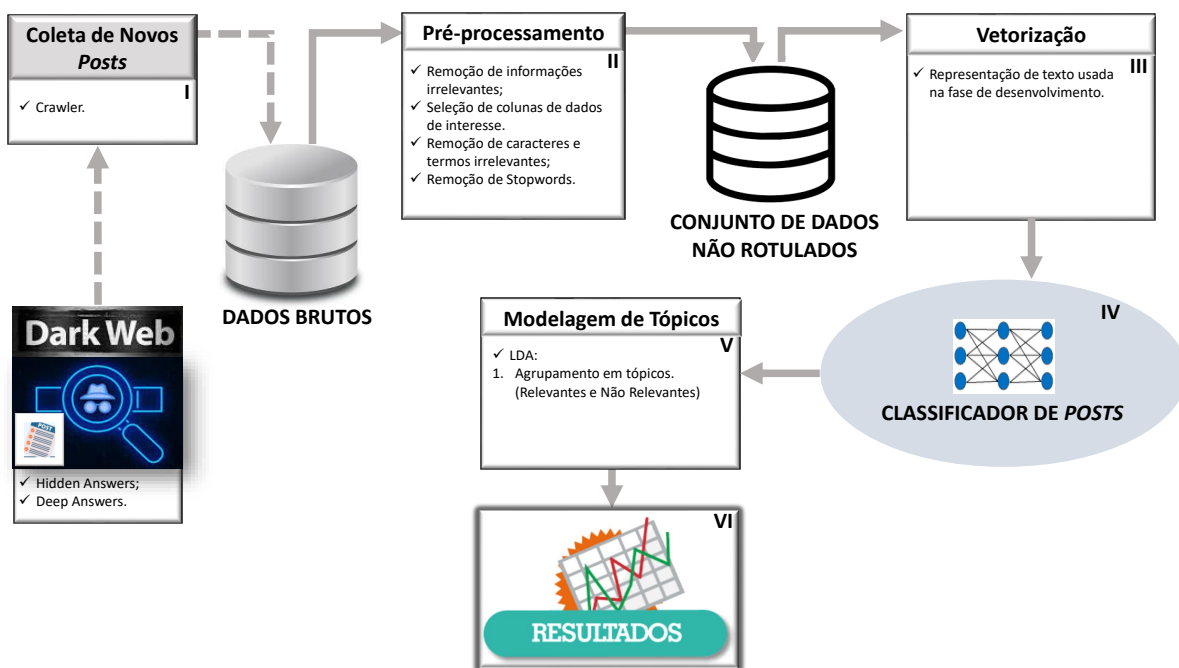 Coleta de Novos
Posts
I
✓ Crawler.
Dark Web
POST
✓ Hidden Answers;
✓ Deep Answers.
DADOS BRUTOS
Pré-processamento
II
✓ Remoção de informações
irrelevantes;
✓ Seleção de colunas de dados
de interesse.
✓ Remoção de caracteres e
termos irrelevantes;
✓ Remoção de Stopwords.
CONJUNTO DE DADOS
NÃO ROTULADOS
Vetorização
III
✓ Representação de texto usada
na fase de desenvolvimento.
IV
CLASSIFICADOR DE POSTS
Modelagem de Tópicos
V
✓ LDA:
1. Agrupamento em tópicos.
(Relevantes e Não Relevantes)
VI
RESULTADOS